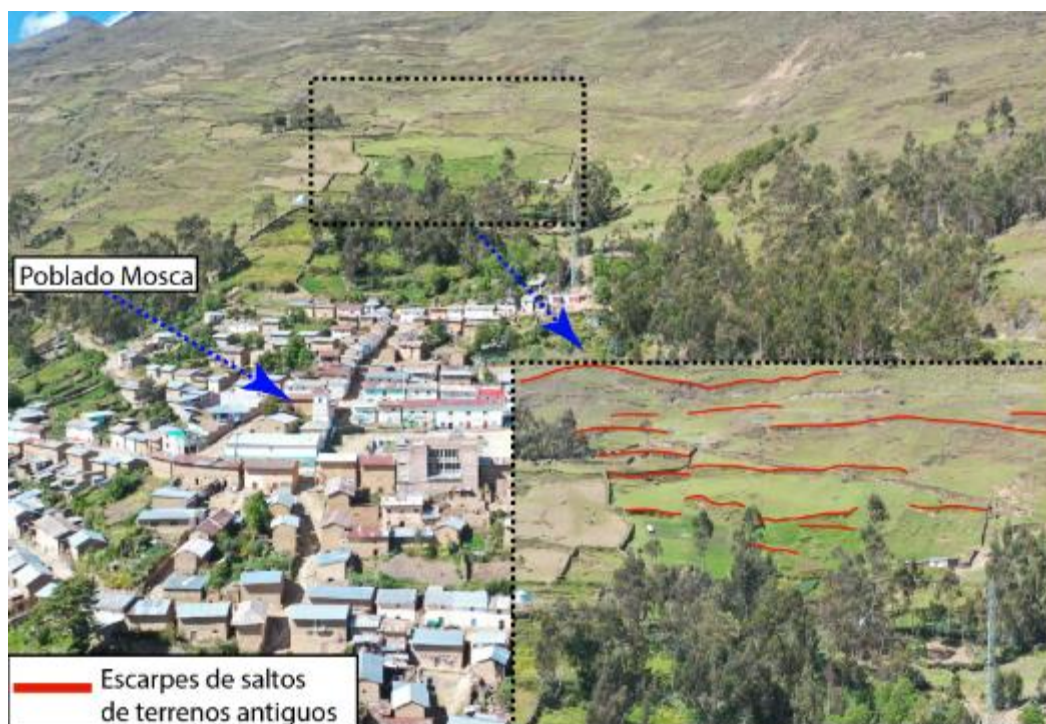 Poblado Mosca
Escarpes de saltos
de terrenos antiguos